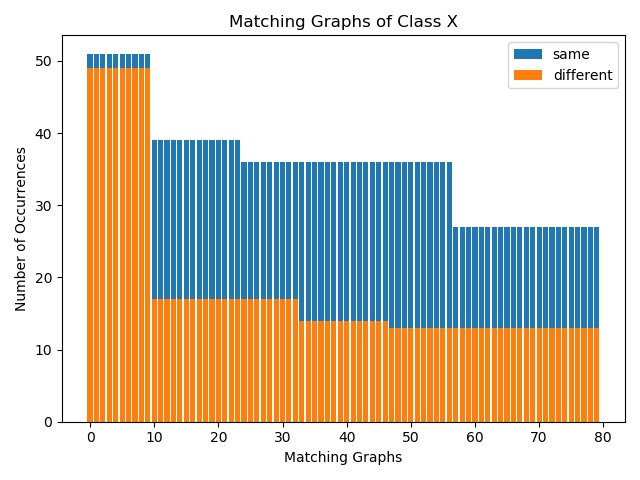 Matching Graphs of Class X
same
different
Number of Occurrences
50
40
30
20
10
0
0 10 20 30 40 50 60 70 80
Matching Graphs